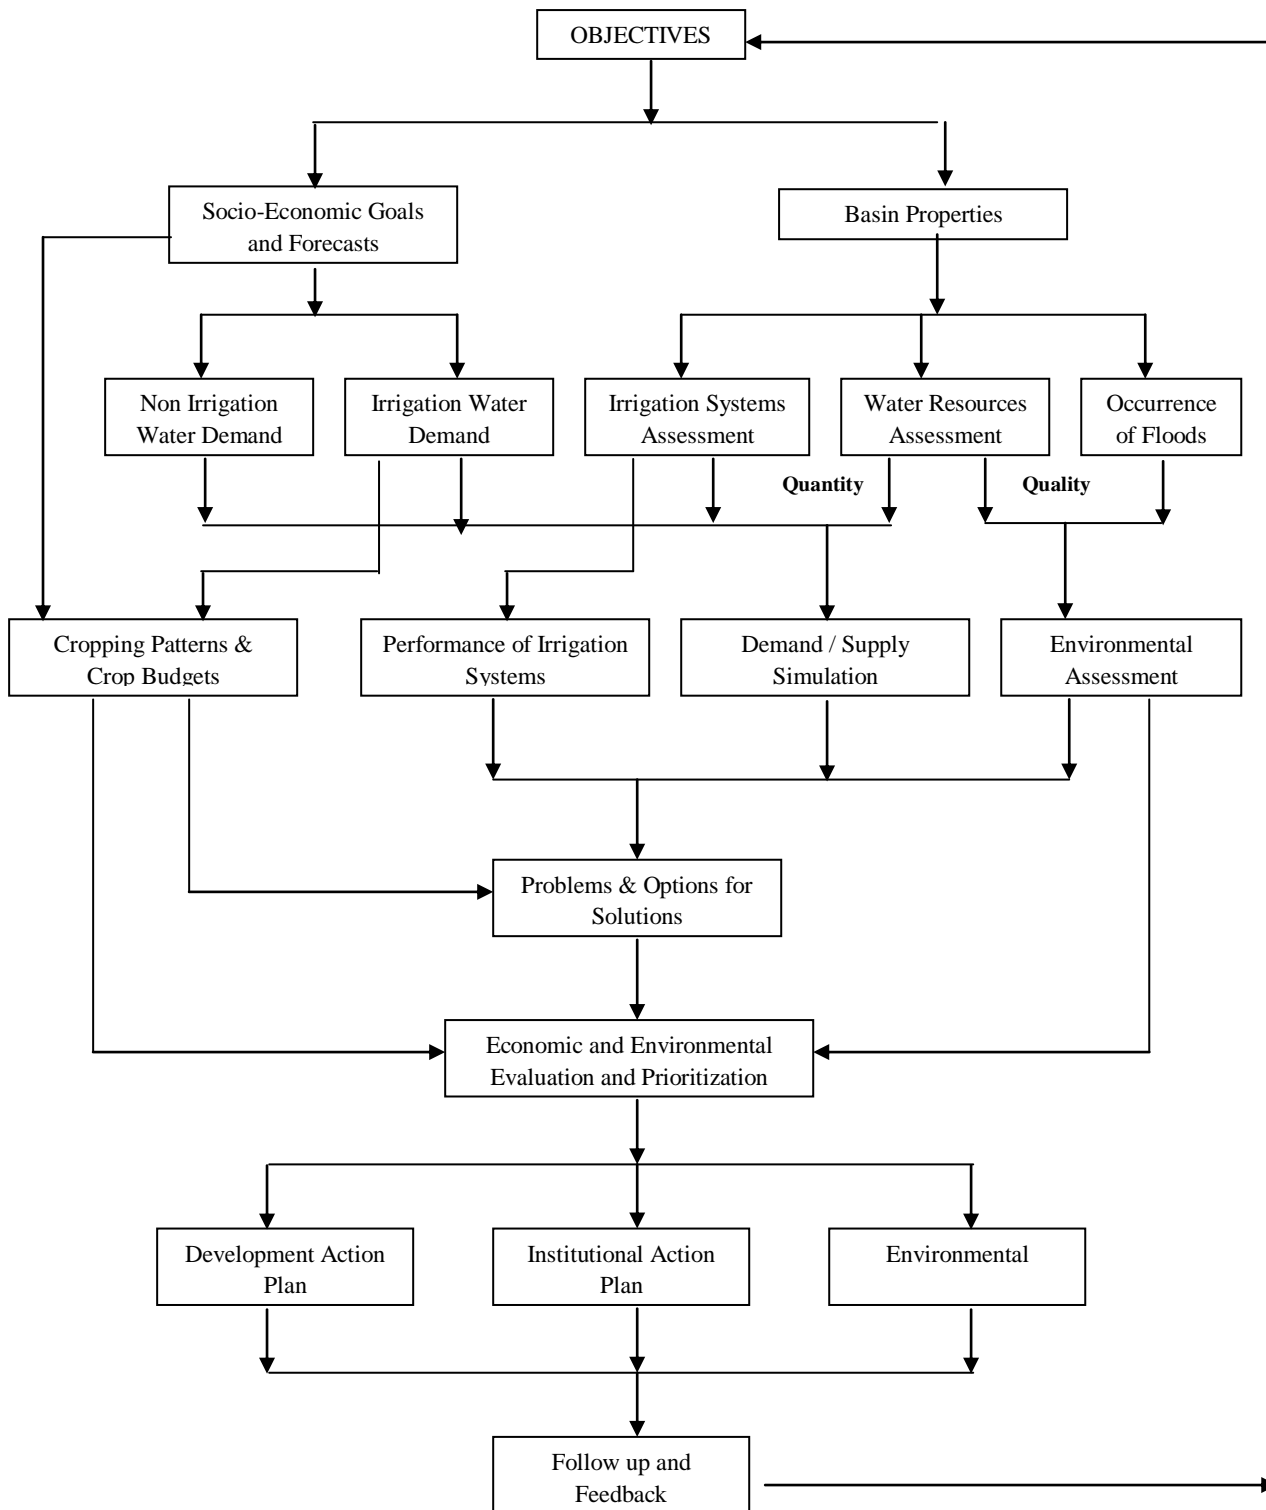 OBJECTIVES
Socio-Economic Goals
and Forecasts
Basin Properties
Non Irrigation
Water Demand
Irrigation Water
Demand
Irrigation Systems
Assessment
Water Resources
Assessment
Occurrence
of Floods
Quantity
Quality
Cropping Patterns &
Crop Budgets
Performance of Irrigation
Systems
Demand / Supply
Simulation
Environmental
Assessment
Problems & Options for
Solutions
Economic and Environmental
Evaluation and Prioritization
Development Action
Plan
Institutional Action
Plan
Environmental
Follow up and
Feedback